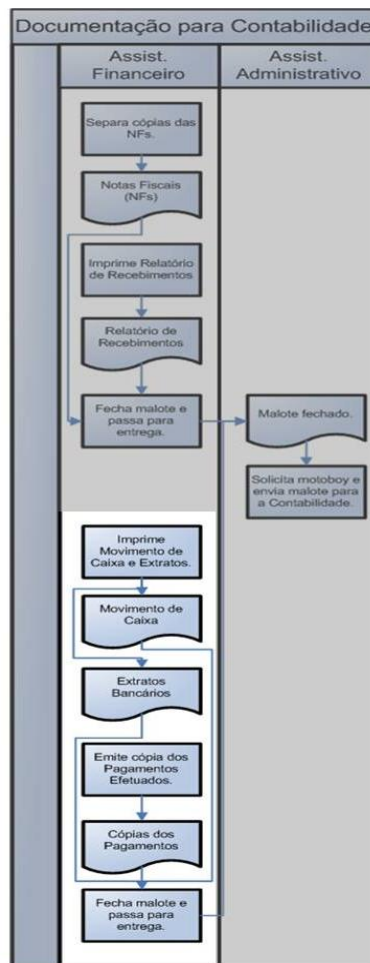 Documentação para Contabilidade
Assist.
Financeiro
Assist.
Administrativo
Separa cópias das
NFs.
Notas Fiscais
(NFs)
Imprime Relatório
de Recebimentos
Relatório de
Recebimentos
Fecha malote e
passa para
entrega.
Malote fechado.
Solicita motoboy e
envia malote para
a Contabilidade.
Imprime
Movimento de
Caixa e Extratos.
Movimento de
Caixa
Extratos
Bancários
Emite cópia dos
Pagamentos
Efetuados.
Cópias dos
Pagamentos
Fecha malote e
passa para
entrega.